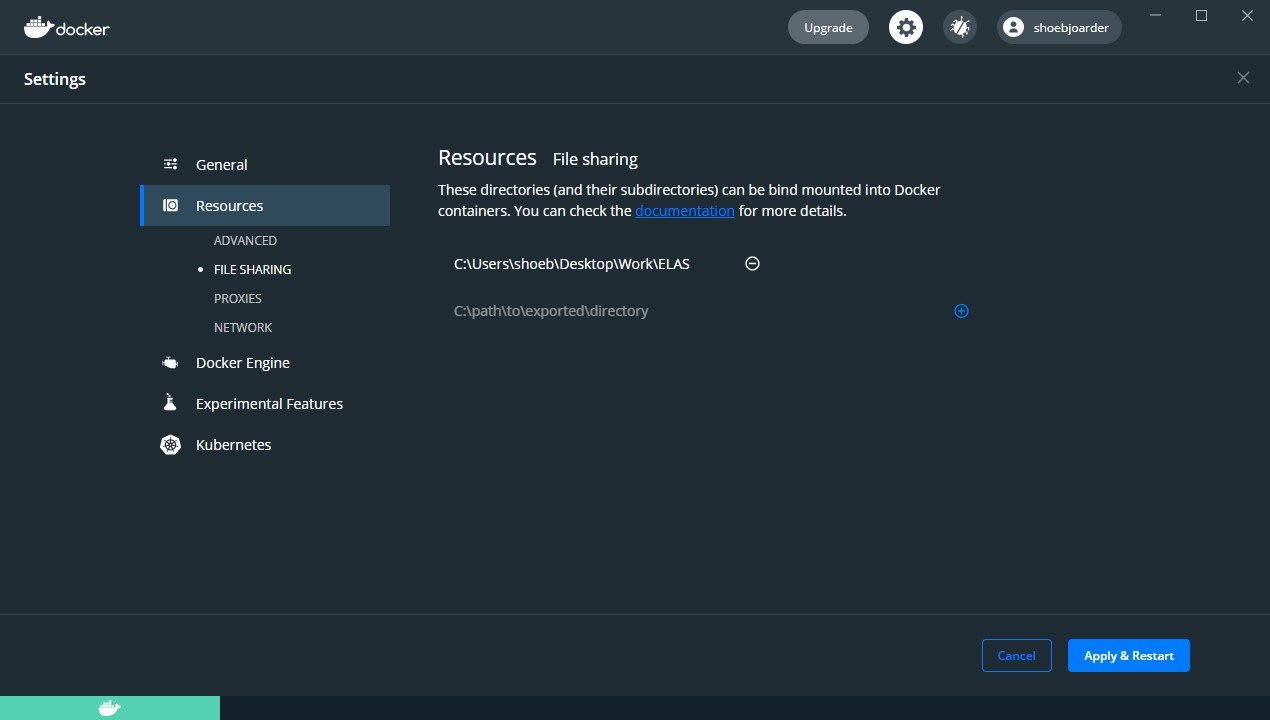 docker
Upgrade
shoebjoarder
Settings
General
Resources
ADVANCED
FILE SHARING
PROXIES
NETWORK
Docker Engine
Experimental Features
Kubernetes
Resources File sharing
These directories (and their subdirectories) can be bind mounted into Docker
containers. You can check the documentation for more details.
C:\Users\shoeb\Desktop\Work\ELAS
C:\path\to\exported\directory
Cancel
Apply & Restart